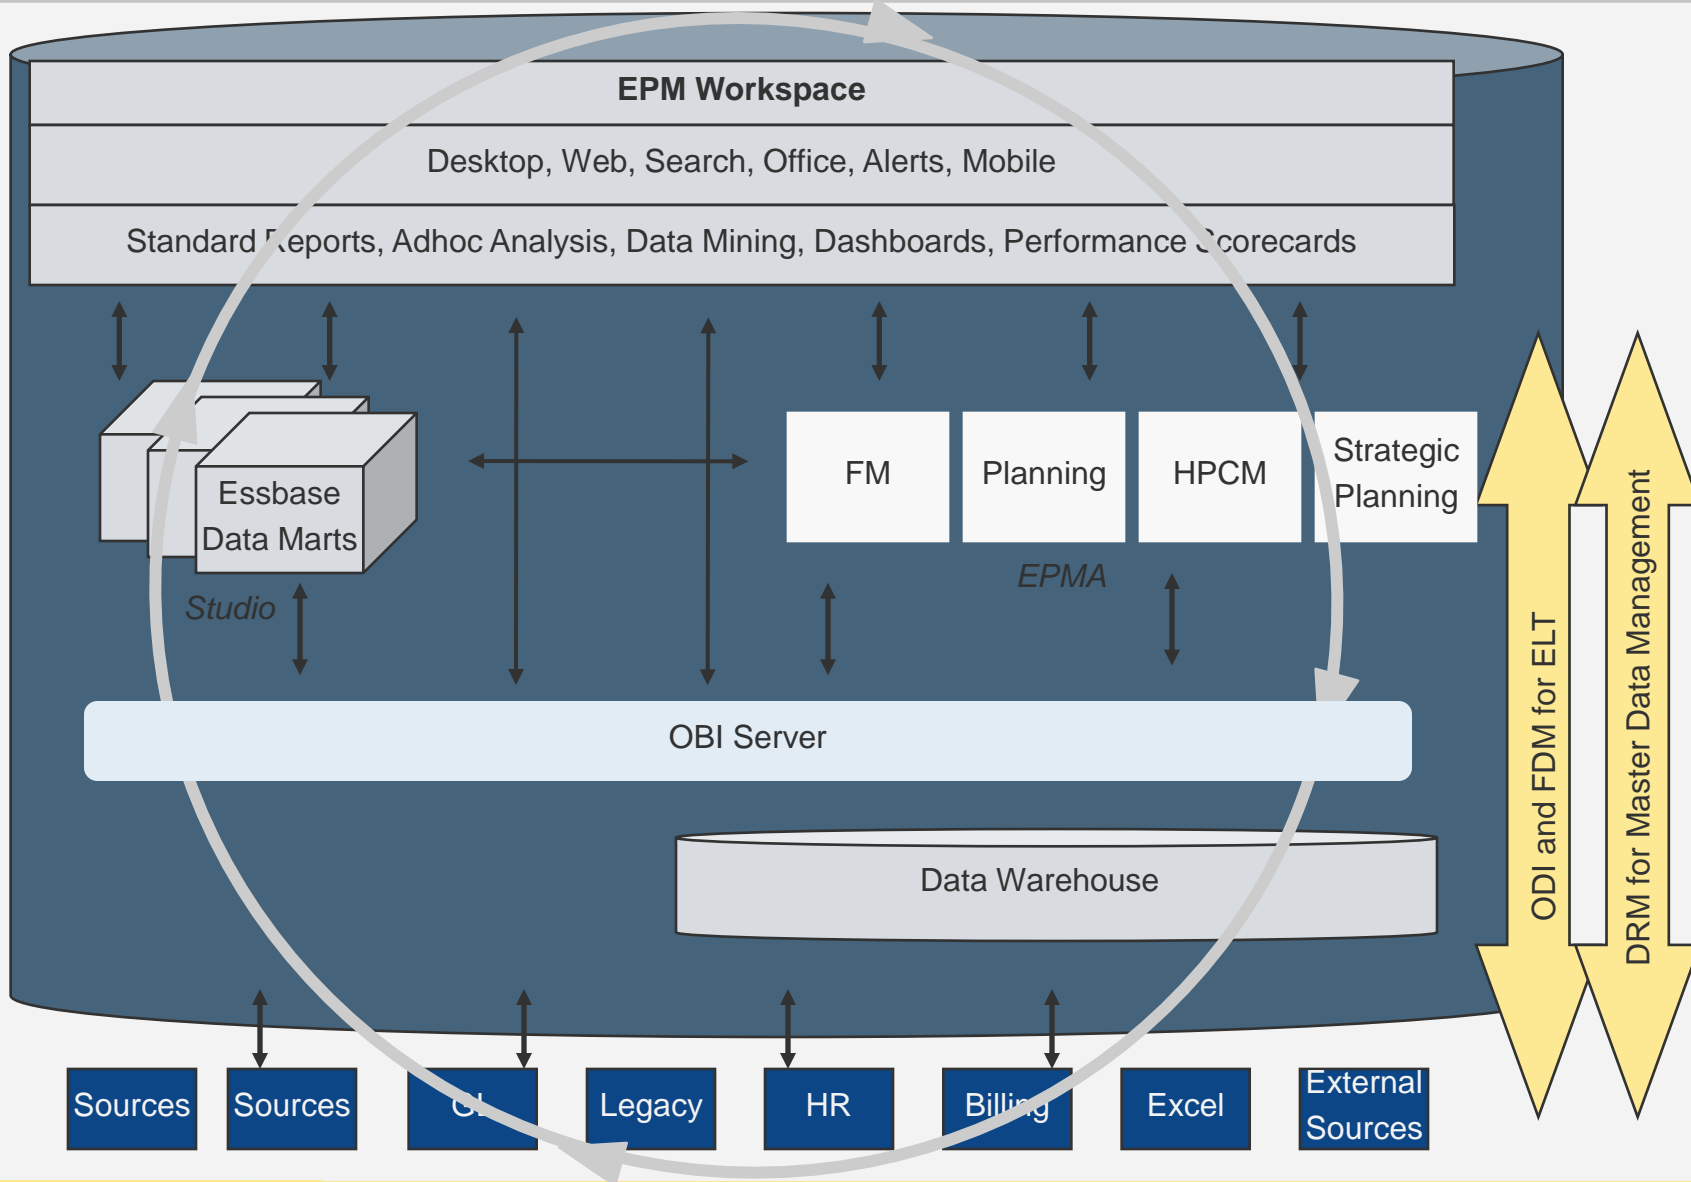 EPM Workspace
Desktop, Web, Search, Office, Alerts, Mobile
Standard Reports, Adhoc Analysis, Data Mining, Dashboards, Performance Scorecards
Essbase
Data Marts
Studio
FM
Planning
HPCM
Strategic
Planning
EPMA
OBI Server
Data Warehouse
ODI and FDM for ELT
DRM for Master Data Management
Sources
Sources
GL
Legacy
HR
Billing
Excel
External
Sources